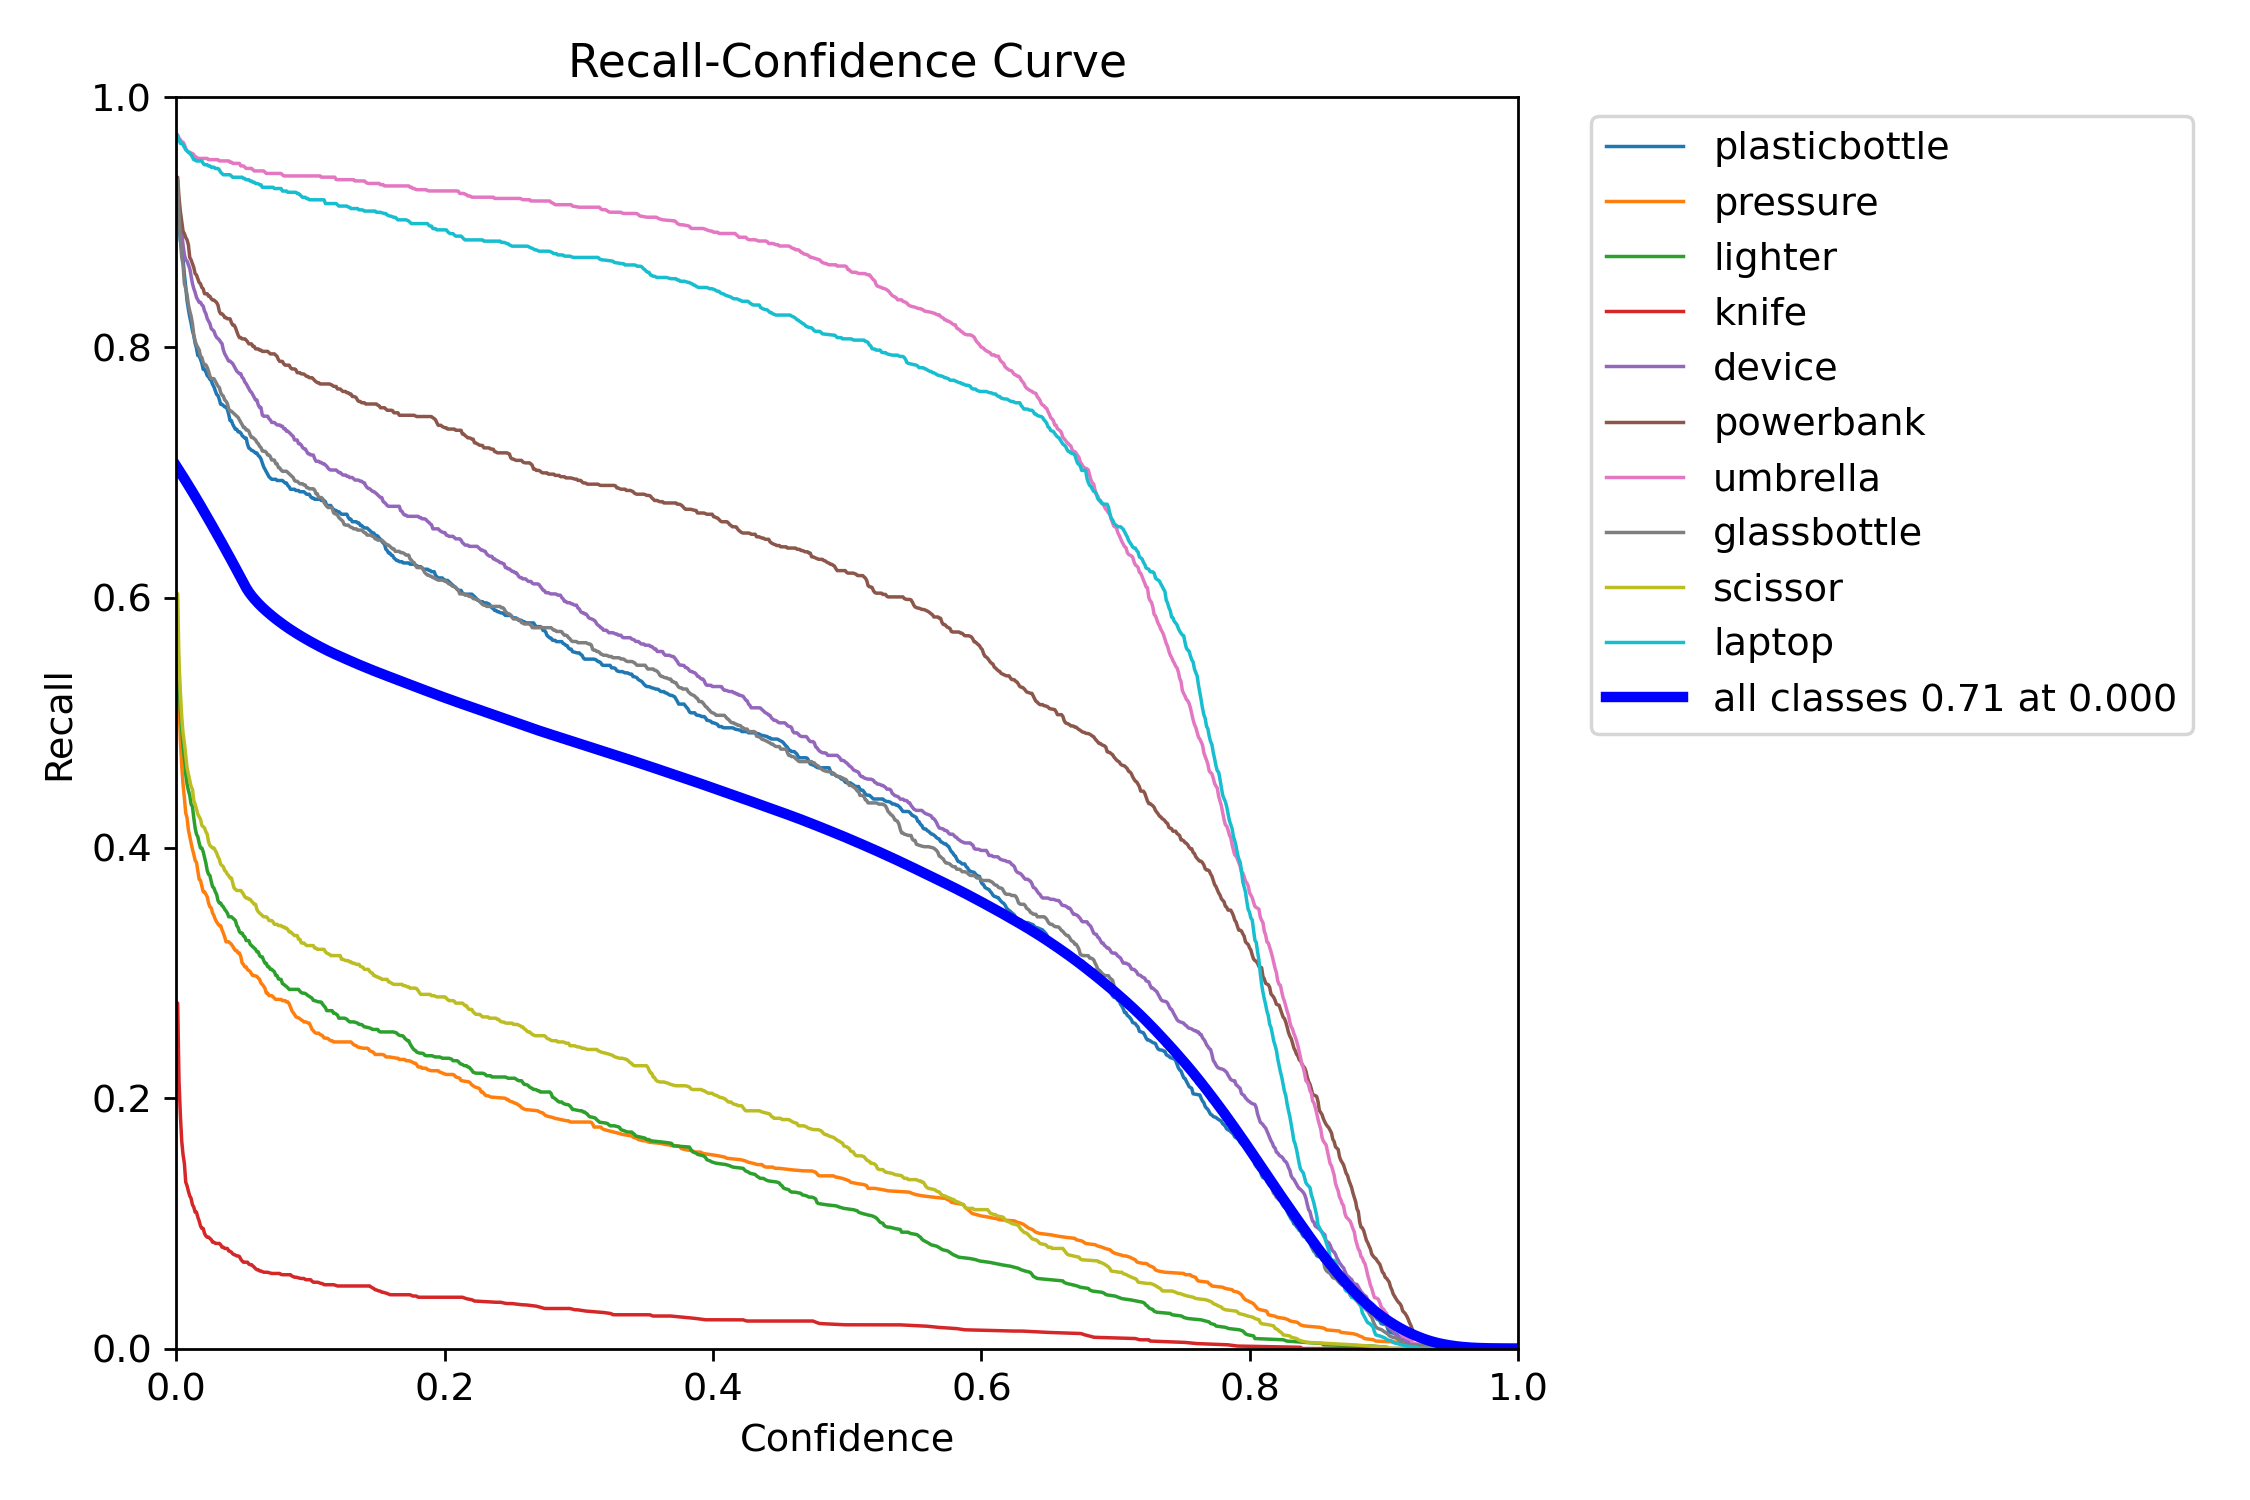 Recall-Confidence Curve
1.0
0.8
0.6
0.4
0.2
0.0
Recall
0.0 0.2 0.4 0.6 0.8 1.0
Confidence
plasticbottle
pressure
lighter
knife
device
powerbank
umbrella
glassbottle
scissor
laptop
all classes 0.71 at 0.000